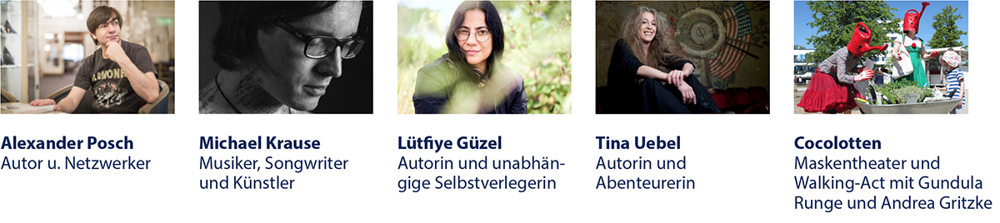 Alexander Posch
Autor u. Netzwerker
Michael Krause
Musiker, Songwriter
und Künstler
Lütfiye Güzel
Autorin und unabhän-
gige Selbstverlegerin
Tina Uebel
Autorin und
Abenteurerin
Cocolotten
Maskentheater und
Walking-Act mit Gundula
Runge und Andrea Gritzke